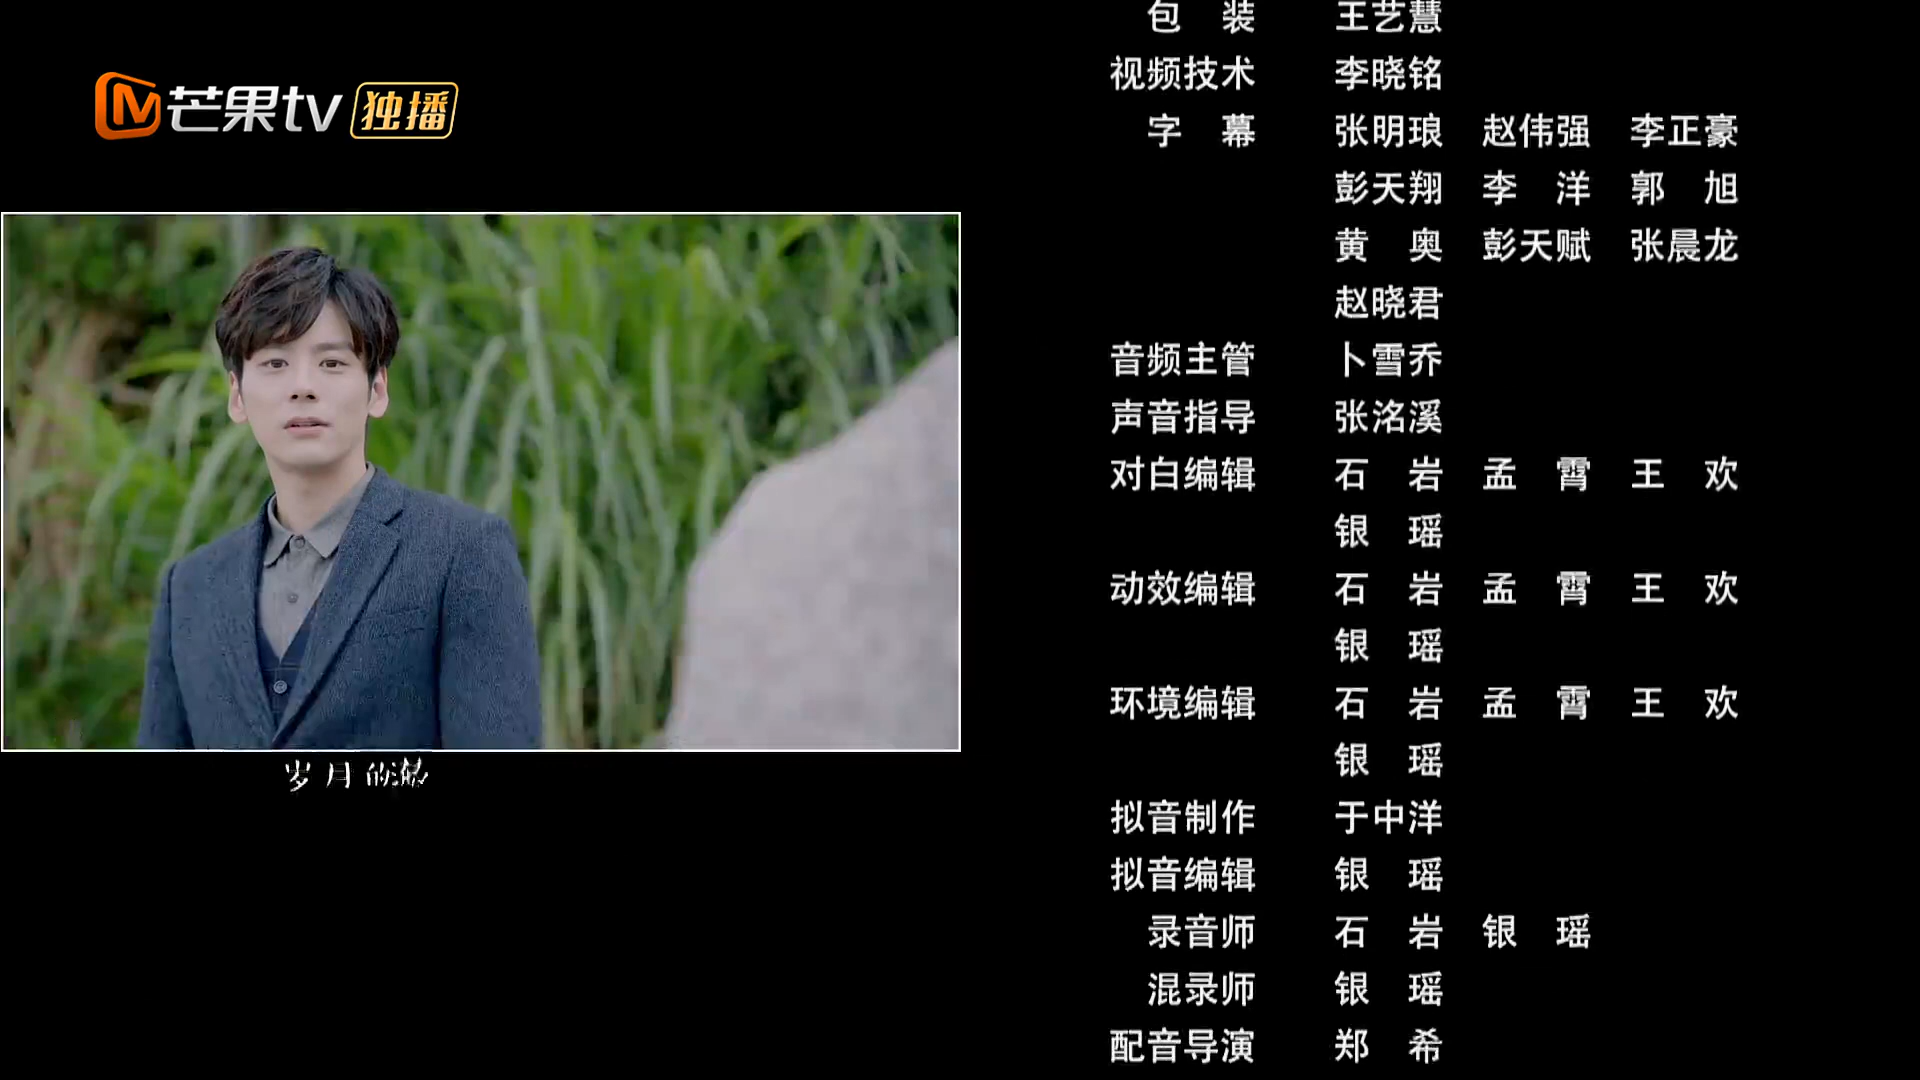 芒果tv 独播
岁月的
包 装 王艺慧
视频技术 李晓铭
字 幕 张明琅 赵伟强 李正豪
彭天翔 李 洋 郭 旭
黄 奥 彭天赋 张晨龙
赵晓君
音频主管 卜雪乔
声音指导 张洺溪
对白编辑 石 岩 孟 霄 王 欢
银 瑶
动效编辑 石 岩 孟 霄 王 欢
银 瑶
环境编辑 石 岩 孟 霄 王 欢
银 瑶
拟音制作 于中洋
拟音编辑 银 瑶
录音师 石 岩 银 瑶
混录师 银 瑶
配音导演 郑 希